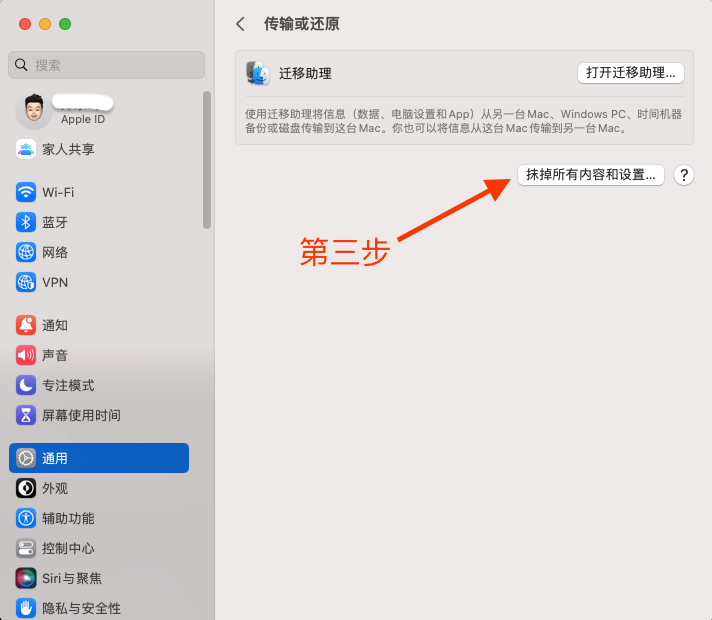 传输或还原
搜索
Apple ID
家人共享
Wi-Fi
蓝牙
网络
VPN
通知
声音
专注模式
屏幕使用时间
通用
外观
辅助功能
控制中心
Siri与聚焦
隐私与安全性
迁移助理
打开迁移助理...
使用迁移助理将信息（数据、电脑设置和App）从另一台Mac、Windows PC、时间机器
备份或磁盘传输到这台Mac。你也可以将信息从这台Mac传输到另一台Mac。
抹掉所有内容和设置...
?
第三步